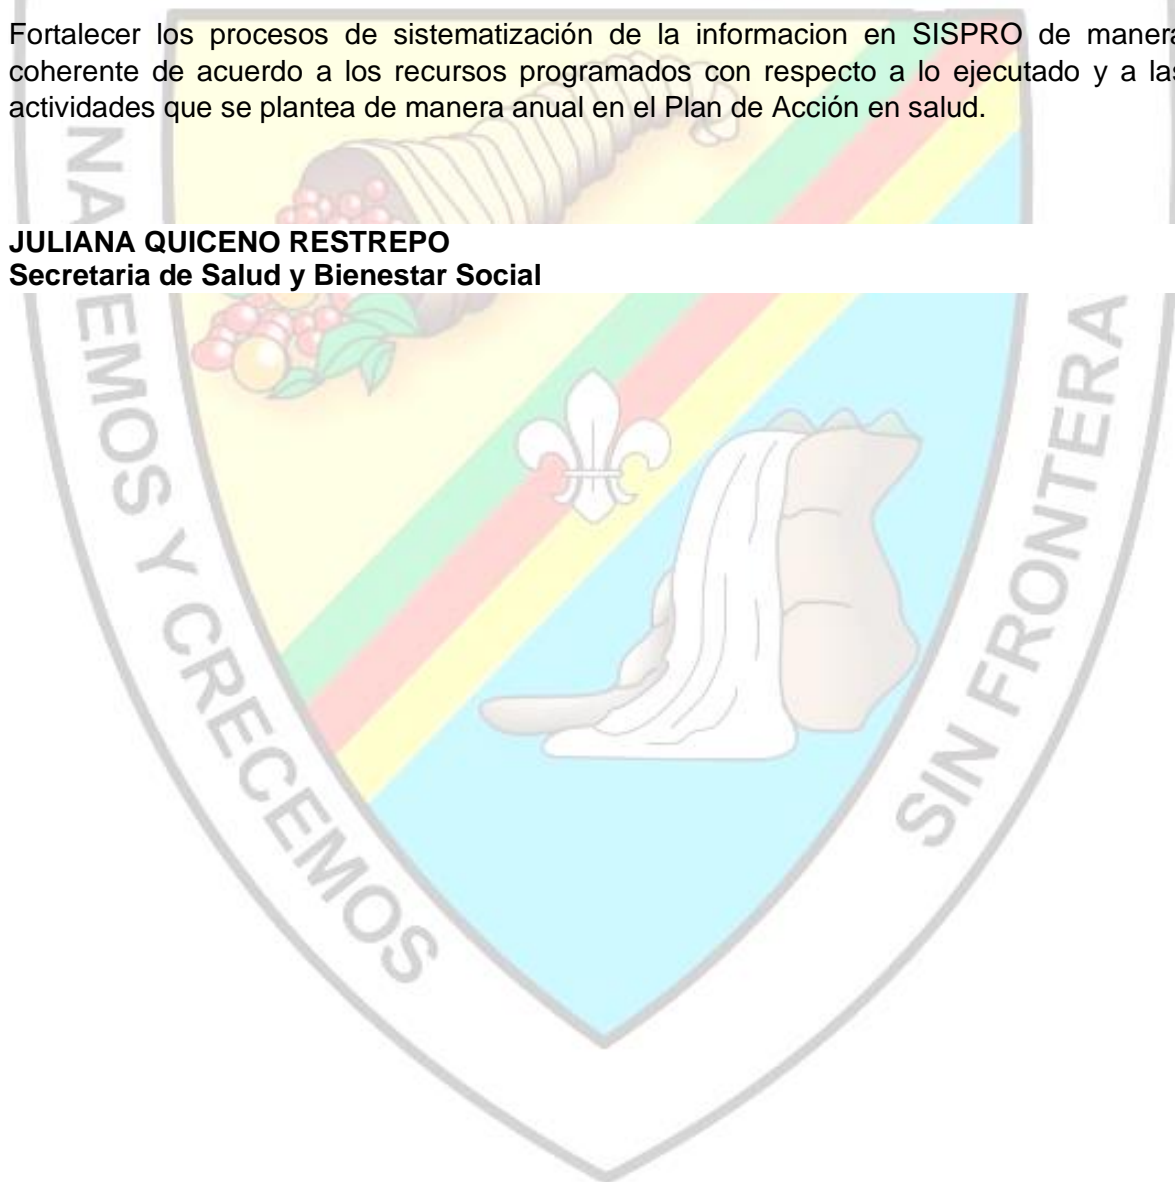 Fortalecer los procesos de sistematización de la informacion en SISPRO de manera
coherente de acuerdo a los recursos programados con respecto a lo ejecutado y a las
actividades que se plantea de manera anual en el Plan de Acción en salud.
JULIANA QUICENO RESTREPO
Secretaria de Salud y Bienestar Social
EMOS Y CRECEMOS
SIN FRONTERA